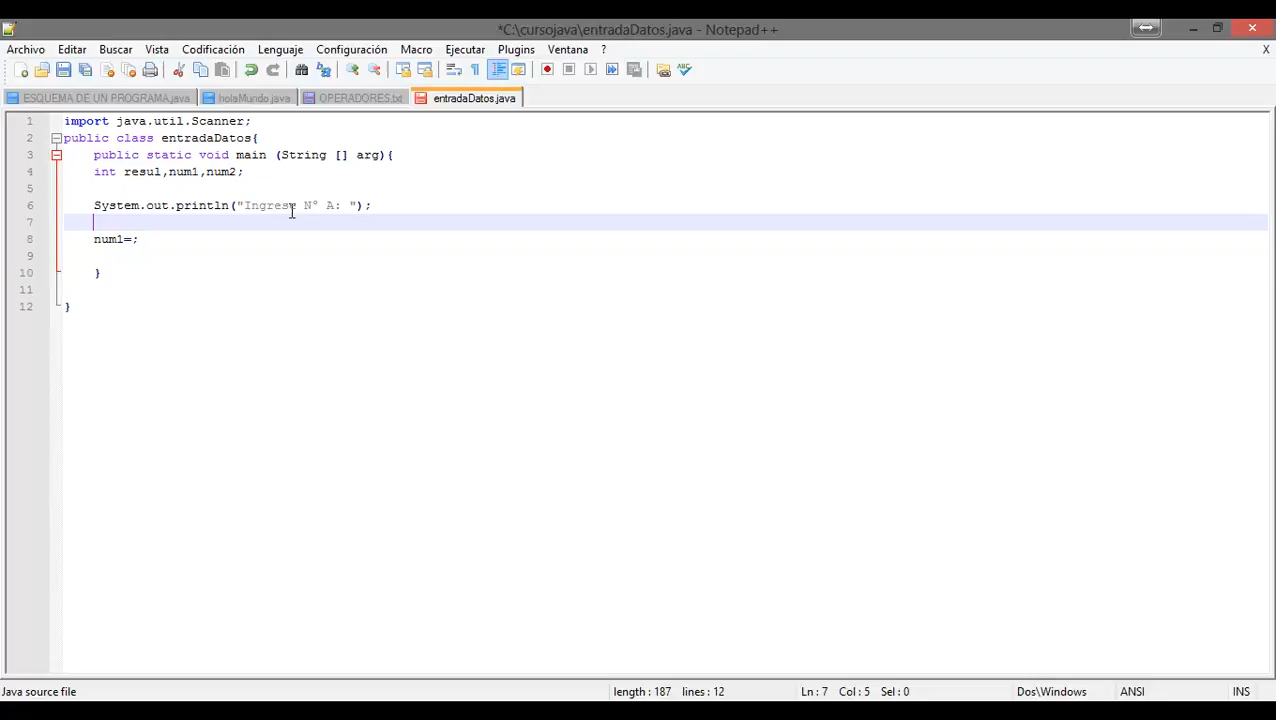 *C:\cursojava\entradaDatos.java - Notepad++
Archivo Editar Buscar Vista Codificación Lenguaje Configuración Macro Ejecutar Plugins Ventana ? X
ESQUEMA DE UN PROGRAMA.java holaMundo.java OPERADORES.txt entradaDatos.java
1 import java.util.Scanner;
2 public class entradaDatos{
3 public static void main (String [] arg){
4 int resul,num1,num2;
5
6 System.out.println("Ingrese N° A: ");
7
8 num1=;
9
10 }
11
12 }
Java source file length : 187 lines : 12 Ln : 7 Col : 5 Sel : 0 Dos\Windows ANSI INS